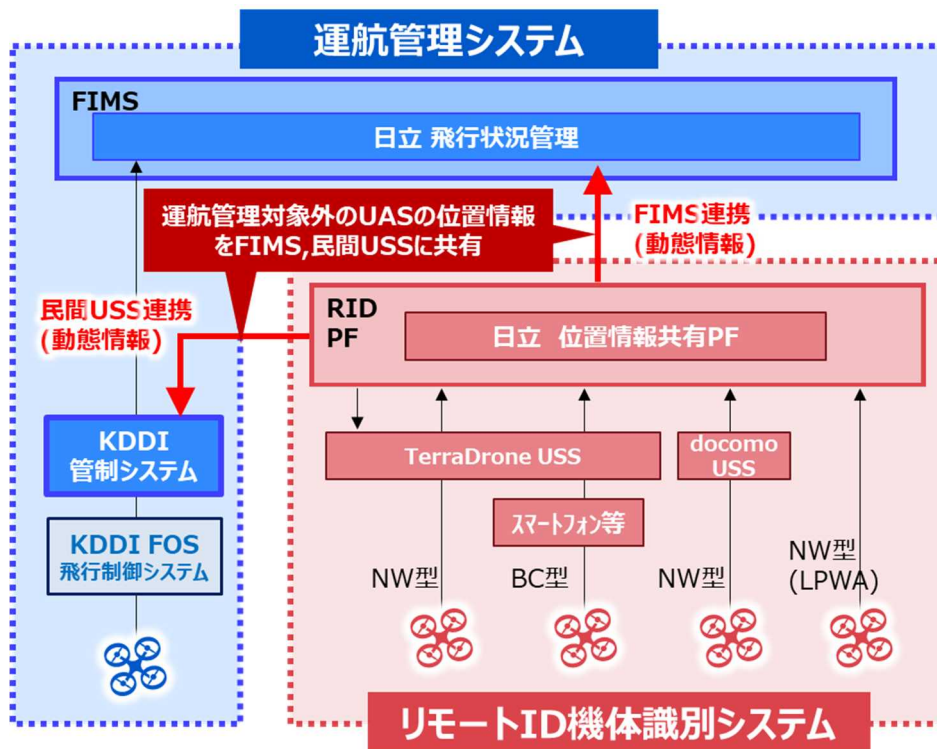 運航管理システム
FIMS
日立 飛行状況管理
運航管理対象外のUASの位置情報
をFIMS,民間USSに共有
FIMS連携
(動態情報)
民間USS連携
(動態情報)
RID
PF
日立 位置情報共有PF
KDDI
管制システム
TerraDrone USS
docomo
USS
スマートフォン等
KDDI FOS
飛行制御システム
NW型
BC型
NW型
NW型
(LPWA)
リモートID機体識別システム